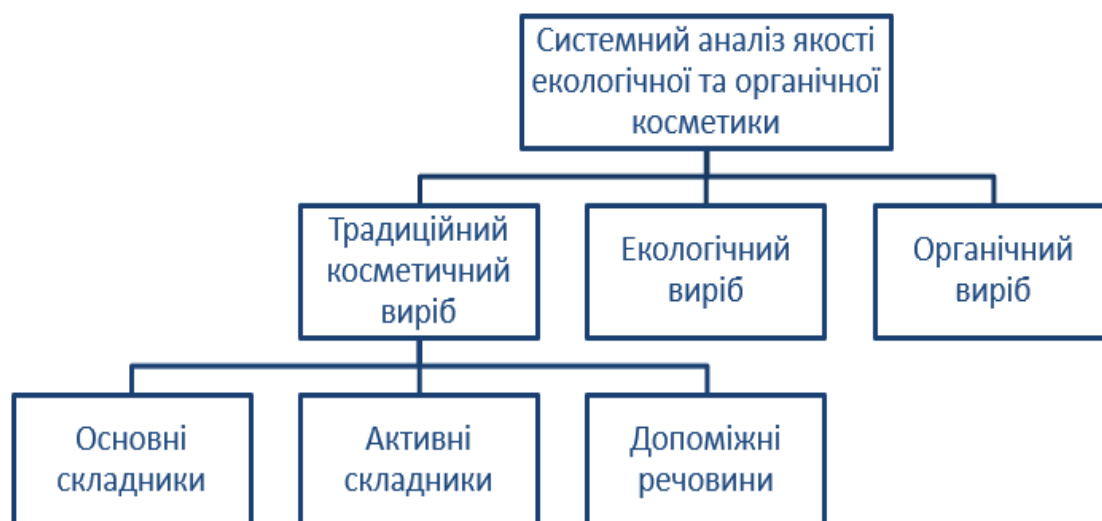 Системний аналіз якості
екологічної та органічної
косметики
Традиційний
косметичний
виріб
Екологічний
виріб
Органічний
виріб
Основні
складники
Активні
складники
Допоміжні
речовини